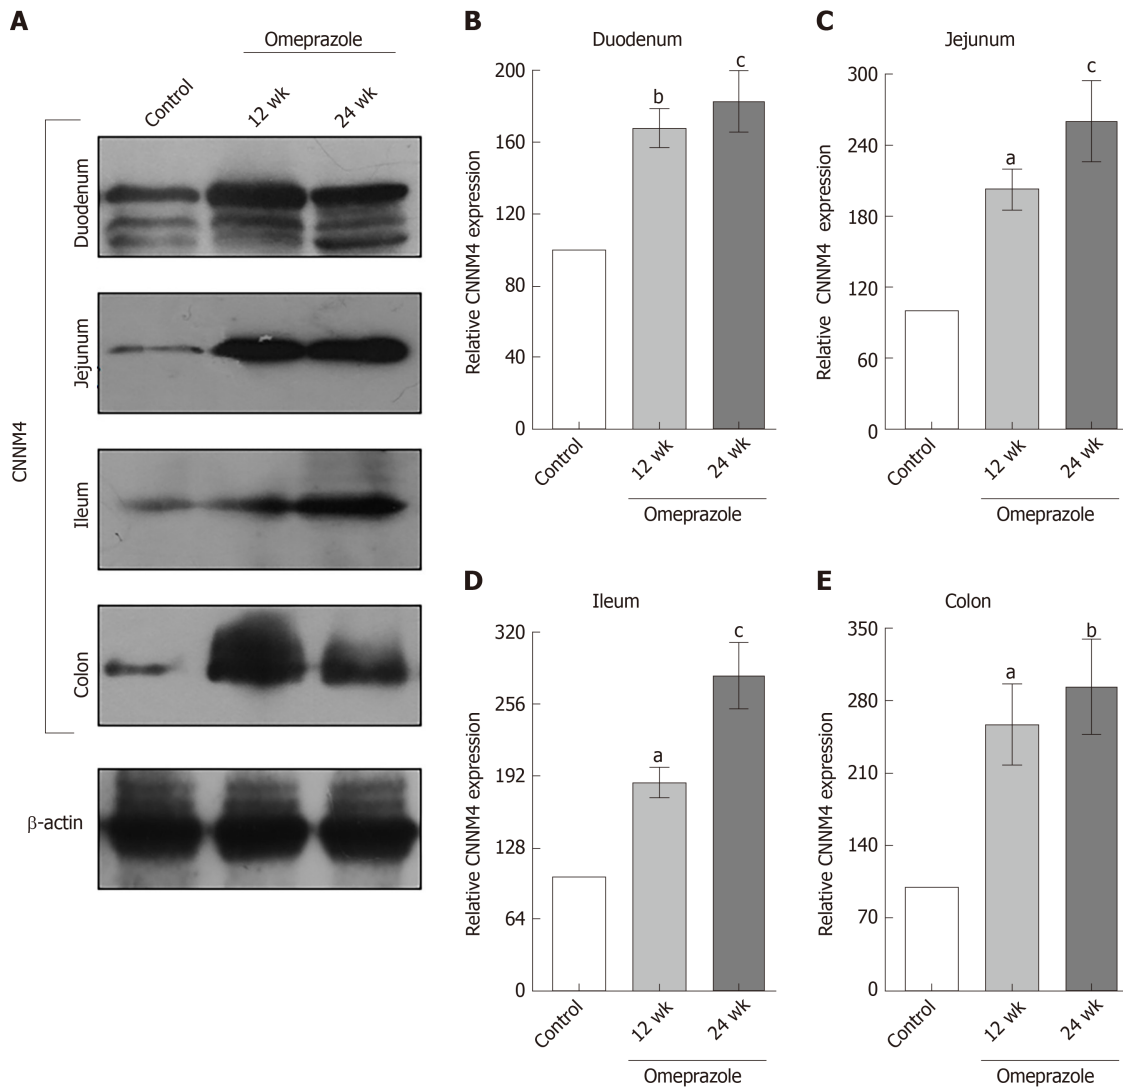 A
Omeprazole
Control
12 wk
24 wk
CNNM4
Duodenum
Jejunum
Ileum
Colon
β-actin
B
Duodenum
Relative CNNM4 expression
200
160
120
80
40
0
b
c
Control
12 wk
24 wk
Omeprazole
C
Jejunum
Relative CNNM4 expression
300
240
180
120
60
0
a
c
Control
12 wk
24 wk
Omeprazole
D
Ileum
Relative CNNM4 expression
320
256
192
128
64
0
a
c
Control
12 wk
24 wk
Omeprazole
E
Colon
Relative CNNM4 expression
350
280
210
140
70
0
a
b
Control
12 wk
24 wk
Omeprazole